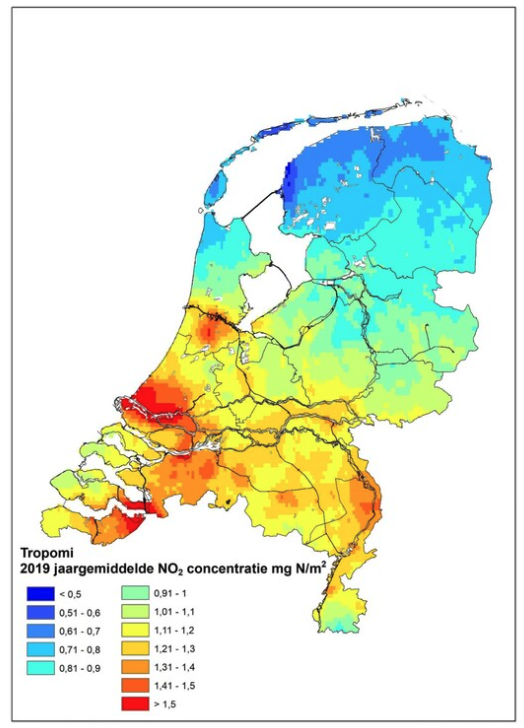 Tropomi
2019 jaargemiddelde NO₂ concentratie mg N/m²
< 0,5
0,51 - 0,6
0,61 - 0,7
0,71 - 0,8
0,81 - 0,9
0,91 - 1
1,01 - 1,1
1,11 - 1,2
1,21 - 1,3
1,31 - 1,4
1,41 - 1,5
> 1,5